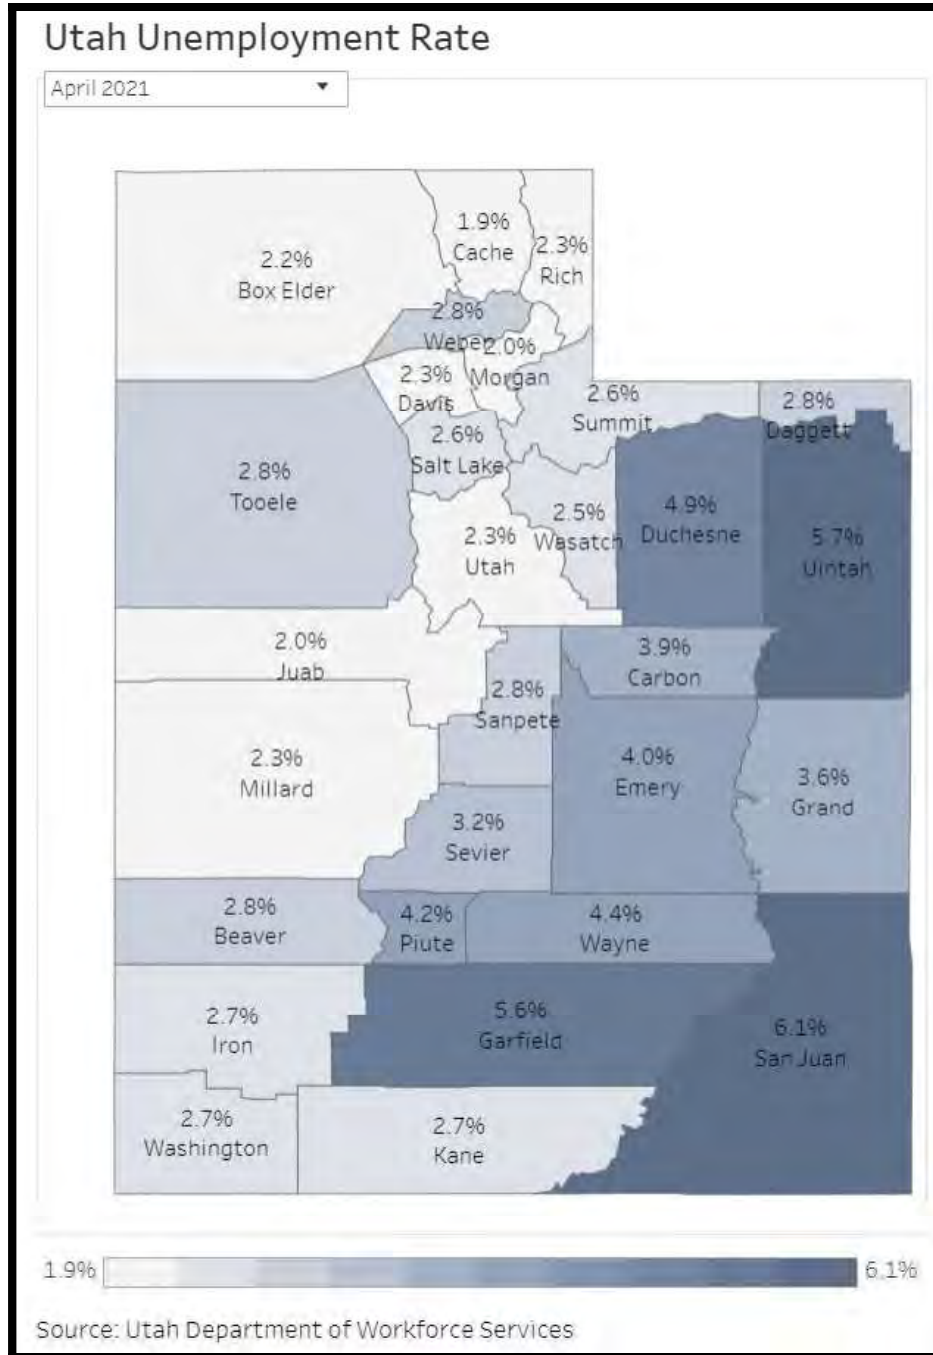 Utah Unemployment Rate
April 2021
1.9%
Cache
2.3%
Rich
2.2%
Box Elder
2.8%
Weber
2.0%
Morgan
2.3%
Davis
2.6%
Summit
2.8%
Daggett
2.6%
Salt Lake
2.8%
Tooele
2.5%
Wasatch
4.9%
Duchesne
5.7%
Uintah
2.3%
Utah
2.0%
Juab
3.9%
Carbon
2.8%
Sanpete
2.3%
Millard
4.0%
Emery
3.6%
Grand
3.2%
Sevier
2.8%
Beaver
4.2%
Piute
4.4%
Wayne
2.7%
Iron
5.6%
Garfield
6.1%
San Juan
2.7%
Washington
2.7%
Kane
1.9%
6.1%
Source: Utah Department of Workforce Services